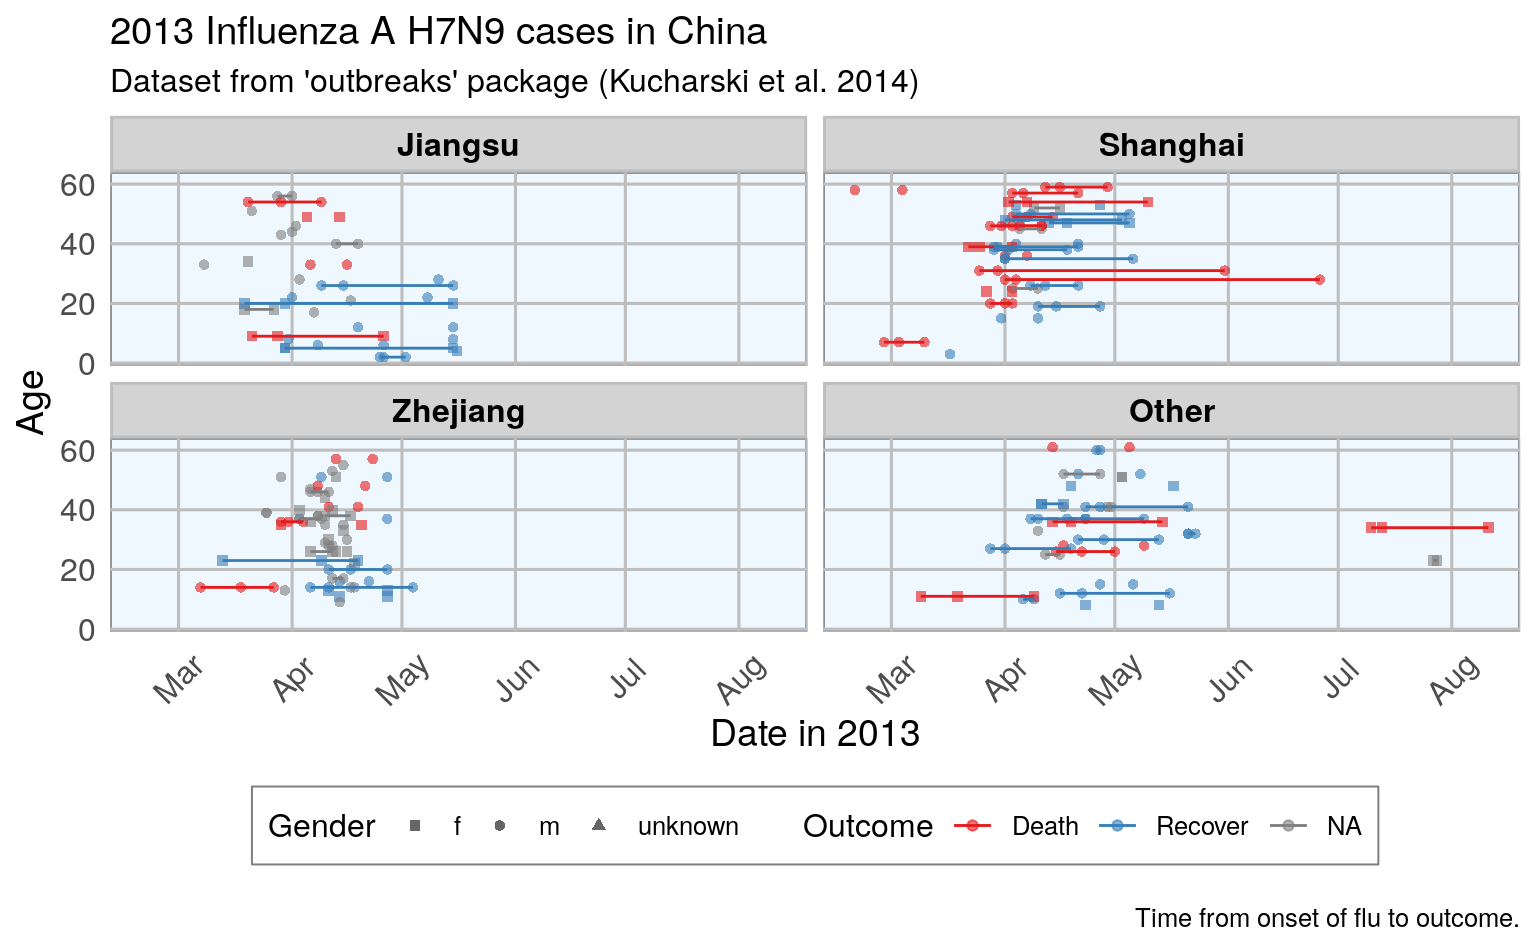 2013 Influenza A H7N9 cases in China
Dataset from 'outbreaks' package (Kucharski et al. 2014)
Jiangsu
Shanghai
60
40
20
0
Age
Zhejiang
Other
60
40
20
0
Mar Apr May Jun Jul Aug
Mar Apr May Jun Jul Aug
Date in 2013
Gender f m unknown Outcome Death Recover NA
Time from onset of flu to outcome.